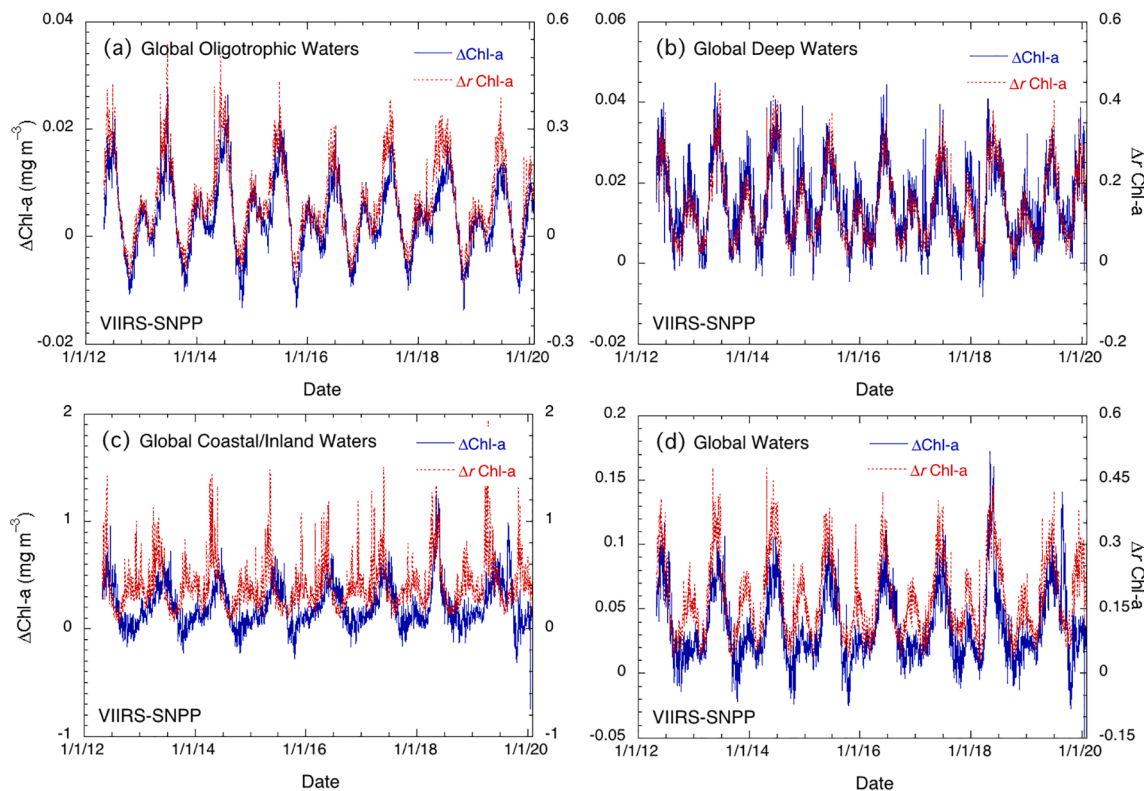 (a) Global Oligotrophic Waters
ΔChl-a
Δr Chl-a
0.04
0.02
0
-0.02
0.6
0.3
0
-0.3
ΔChl-a (mg m⁻³)
VIIRS-SNPP
1/1/12 1/1/14 1/1/16 1/1/18 1/1/20
Date
(b) Global Deep Waters
ΔChl-a
Δr Chl-a
0.06
0.04
0.02
0
-0.02
0.6
0.4
0.2
0
-0.2
Δr Chl-a
VIIRS-SNPP
1/1/12 1/1/14 1/1/16 1/1/18 1/1/20
Date
(c) Global Coastal/Inland Waters
ΔChl-a
Δr Chl-a
2
1
0
-1
2
1
0
-1
ΔChl-a (mg m⁻³)
VIIRS-SNPP
1/1/12 1/1/14 1/1/16 1/1/18 1/1/20
Date
(d) Global Waters
ΔChl-a
Δr Chl-a
0.2
0.15
0.1
0.05
0
-0.05
0.6
0.45
0.3
0.15
0
-0.15
Δr Chl-a
VIIRS-SNPP
1/1/12 1/1/14 1/1/16 1/1/18 1/1/20
Date